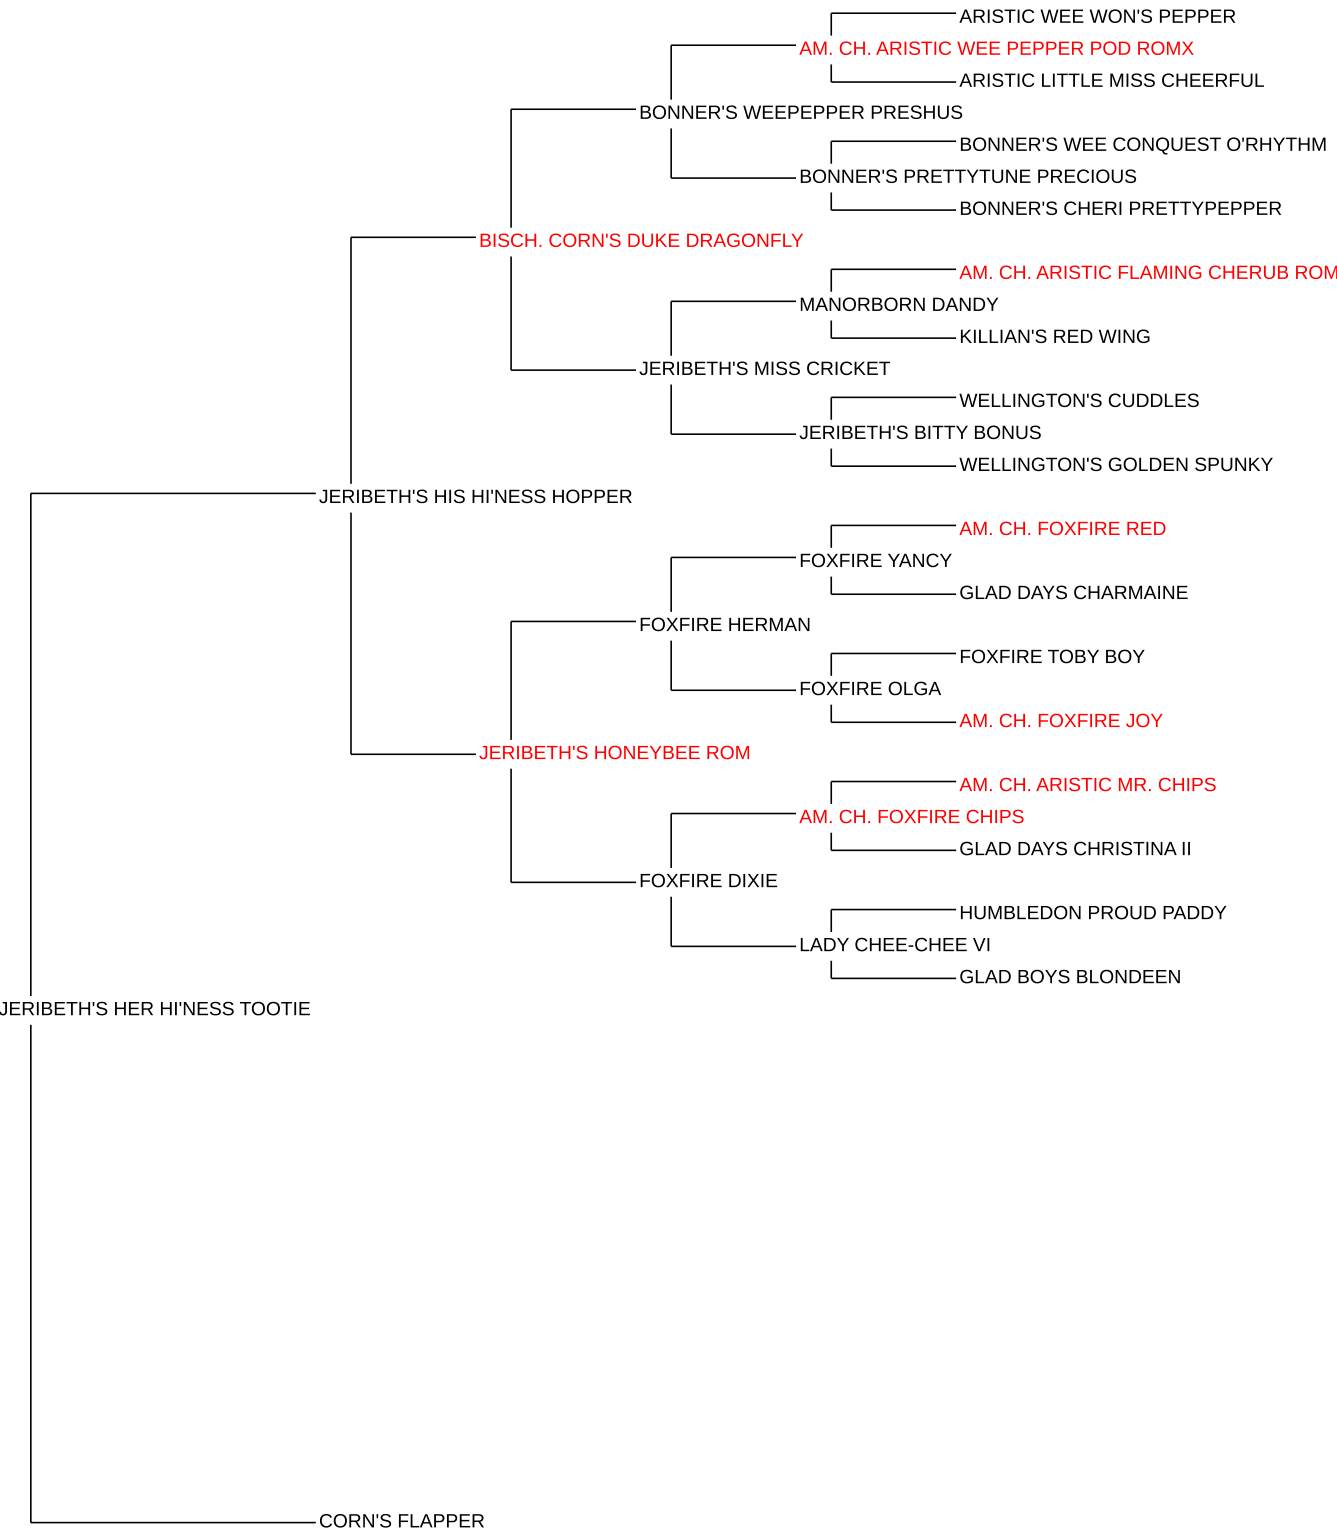 ARISTIC WEE WON'S PEPPER
AM. CH. ARISTIC WEE PEPPER POD ROMX
ARISTIC LITTLE MISS CHEERFUL
BONNER'S WEEPEPPER PRESHUS
BONNER'S WEE CONQUEST O'RHYTHM
BONNER'S PRETTYTUNE PRECIOUS
BONNER'S CHERI PRETTYPEPPER
BISCH. CORN'S DUKE DRAGONFLY
AM. CH. ARISTIC FLAMING CHERUB ROM
MANORBORN DANDY
KILLIAN'S RED WING
JERIBETH'S MISS CRICKET
WELLINGTON'S CUDDLES
JERIBETH'S BITTY BONUS
WELLINGTON'S GOLDEN SPUNKY
JERIBETH'S HIS HI'NESS HOPPER
AM. CH. FOXFIRE RED
FOXFIRE YANCY
GLAD DAYS CHARMAINE
FOXFIRE HERMAN
FOXFIRE TOBY BOY
FOXFIRE OLGA
AM. CH. FOXFIRE JOY
JERIBETH'S HONEYBEE ROM
AM. CH. ARISTIC MR. CHIPS
AM. CH. FOXFIRE CHIPS
GLAD DAYS CHRISTINA II
FOXFIRE DIXIE
HUMBLEDON PROUD PADDY
LADY CHEE-CHEE VI
GLAD BOYS BLONDEEN
JERIBETH'S HER HI'NESS TOOTIE
CORN'S FLAPPER